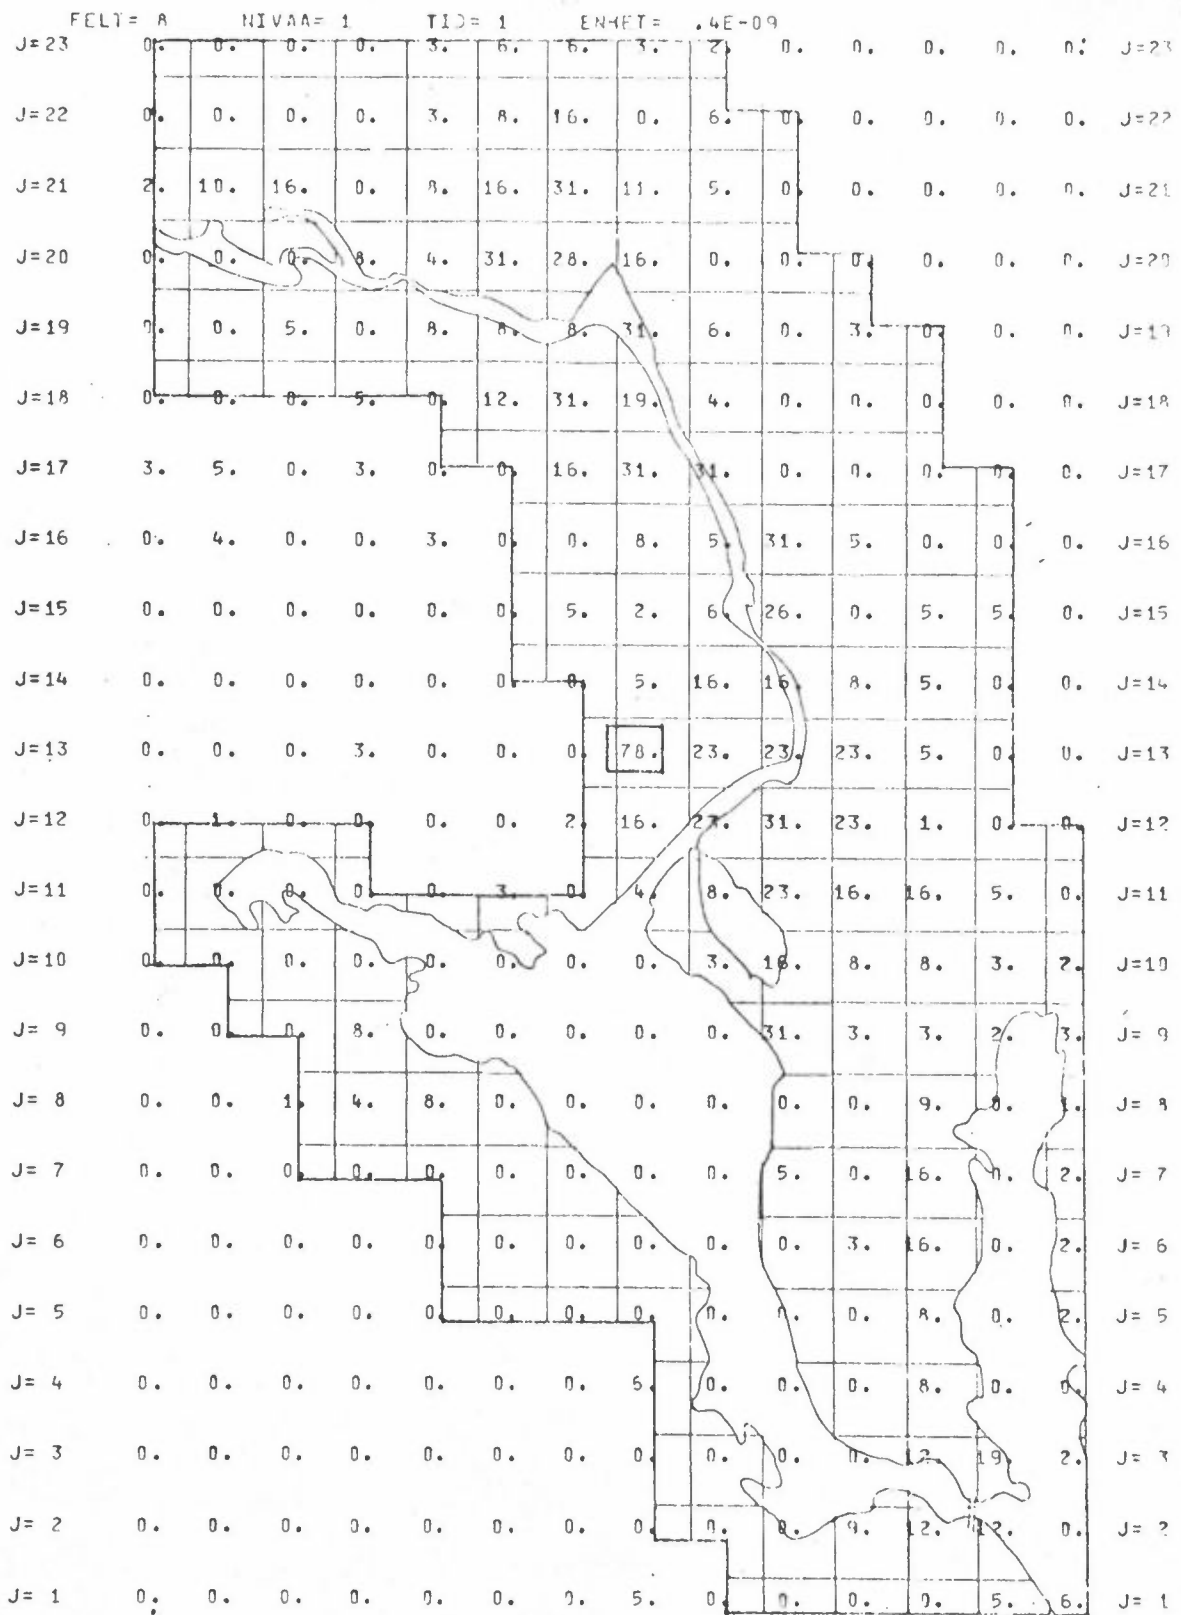 FELT= 8 NIVAA= 1 TID= 1 ENHET= .4E-09
J=23 0. 0. 0. 0. 3. 6. 6. 3. 2. 0. 0. 0. 0. 0. J=23
J=22 0. 0. 0. 0. 3. 8. 16. 0. 6. 0. 0. 0. 0. 0. J=22
J=21 2. 10. 16. 0. 8. 16. 31. 11. 5. 0. 0. 0. 0. 0. J=21
J=20 0. 0. 0. 8. 4. 31. 28. 16. 0. 0. 0. 0. 0. 0. J=20
J=19 0. 0. 5. 0. 8. 8. 8. 31. 6. 0. 3. 0. 0. 0. J=19
J=18 0. 0. 0. 5. 0. 12. 31. 19. 4. 0. 0. 0. 0. 0. J=18
J=17 3. 5. 0. 3. 0. 0. 16. 31. 31. 0. 0. 0. 0. 0. J=17
J=16 0. 4. 0. 0. 3. 0. 0. 8. 5. 31. 5. 0. 0. 0. J=16
J=15 0. 0. 0. 0. 0. 0. 5. 2. 6. 26. 0. 5. 5. 0. J=15
J=14 0. 0. 0. 0. 0. 0. 0. 5. 16. 16. 8. 5. 0. 0. J=14
J=13 0. 0. 0. 3. 0. 0. 0. 78. 23. 23. 23. 5. 0. 0. J=13
J=12 0. 1. 0. 0. 0. 0. 2. 16. 23. 31. 23. 1. 0. 0. J=12
J=11 0. 0. 0. 0. 0. 3. 0. 4. 8. 23. 16. 16. 5. 0. J=11
J=10 0. 0. 0. 0. 0. 0. 0. 0. 3. 16. 8. 8. 3. 2. J=10
J= 9 0. 0. 0. 8. 0. 0. 0. 0. 0. 31. 3. 3. 2. 3. J= 9
J= 8 0. 0. 1. 4. 8. 0. 0. 0. 0. 0. 0. 9. 0. 1. J= 8
J= 7 0. 0. 0. 0. 0. 0. 0. 0. 0. 5. 0. 16. 0. 2. J= 7
J= 6 0. 0. 0. 0. 0. 0. 0. 0. 0. 0. 3. 16. 0. 2. J= 6
J= 5 0. 0. 0. 0. 0. 0. 0. 0. 0. 0. 0. 8. 0. 2. J= 5
J= 4 0. 0. 0. 0. 0. 0. 0. 5. 0. 0. 0. 8. 0. 0. J= 4
J= 3 0. 0. 0. 0. 0. 0. 0. 0. 0. 0. 0. 12. 19. 2. J= 3
J= 2 0. 0. 0. 0. 0. 0. 0. 0. 0. 0. 9. 12. 12. 0. J= 2
J= 1 0. 0. 0. 0. 0. 0. 0. 5. 0. 0. 0. 0. 5. 6. J= 1